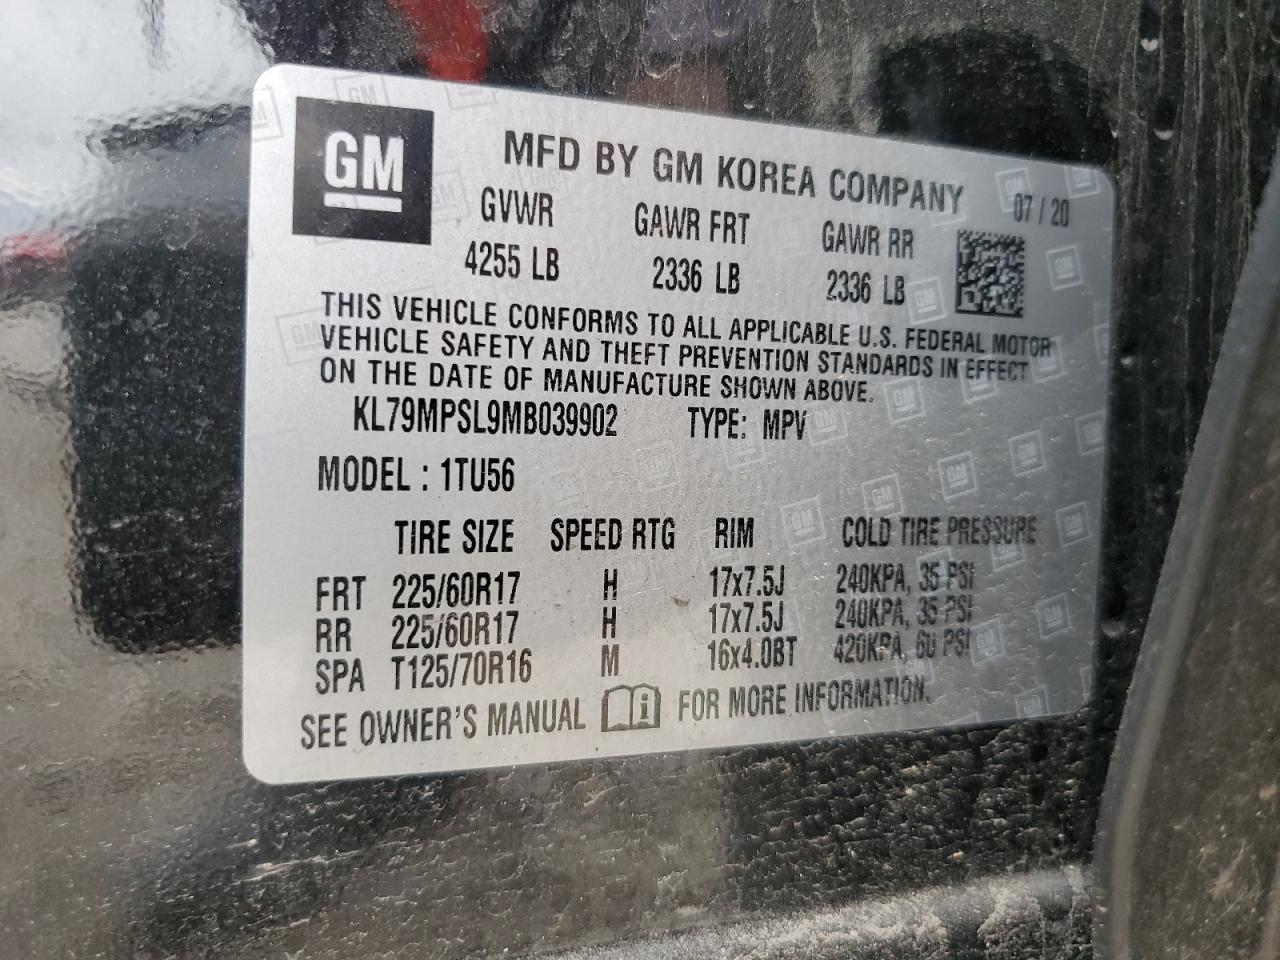 GM
MFD BY GM KOREA COMPANY 07/20
GVWR GAWR FRT GAWR RR
4255 LB 2336 LB 2336 LB
THIS VEHICLE CONFORMS TO ALL APPLICABLE U.S. FEDERAL MOTOR
VEHICLE SAFETY AND THEFT PREVENTION STANDARDS IN EFFECT
ON THE DATE OF MANUFACTURE SHOWN ABOVE.
KL79MPSL9MB039902 TYPE: MPV
MODEL : 1TU56
TIRE SIZE SPEED RTG RIM COLD TIRE PRESSURE
FRT 225/60R17 H 17x7.5J 240KPA, 35 PSI
RR 225/60R17 H 17x7.5J 240KPA, 35 PSI
SPA T125/70R16 M 16x4.0BT 420KPA, 60 PSI
SEE OWNER'S MANUAL FOR MORE INFORMATION.